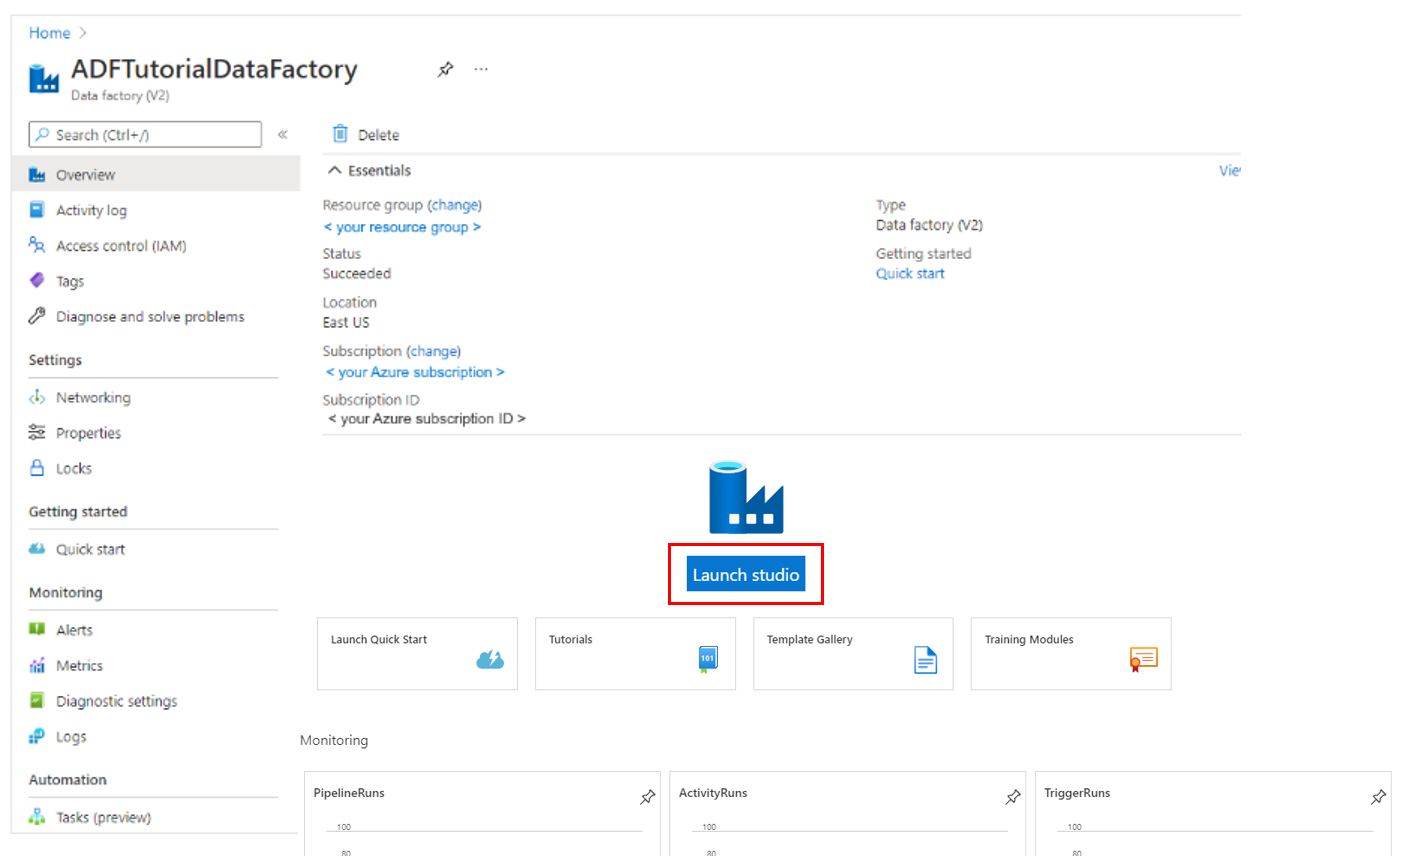 Home
ADFTutorialDataFactory
Data factory (V2)
Search (Ctrl+/)
Overview
Activity log
Access control (IAM)
Tags
Diagnose and solve problems
Settings
Networking
Properties
Locks
Getting started
Quick start
Monitoring
Alerts
Metrics
Diagnostic settings
Logs
Automation
Tasks (preview)
Delete
Essentials
Resource group (change)
< your resource group >
Status
Succeeded
Location
East US
Subscription (change)
< your Azure subscription >
Subscription ID
< your Azure subscription ID >
Vie
Type
Data factory (V2)
Getting started
Quick start
Launch studio
Launch Quick Start
Tutorials
101
Template Gallery
Training Modules
Monitoring
PipelineRuns
100
80
ActivityRuns
100
80
TriggerRuns
100
80